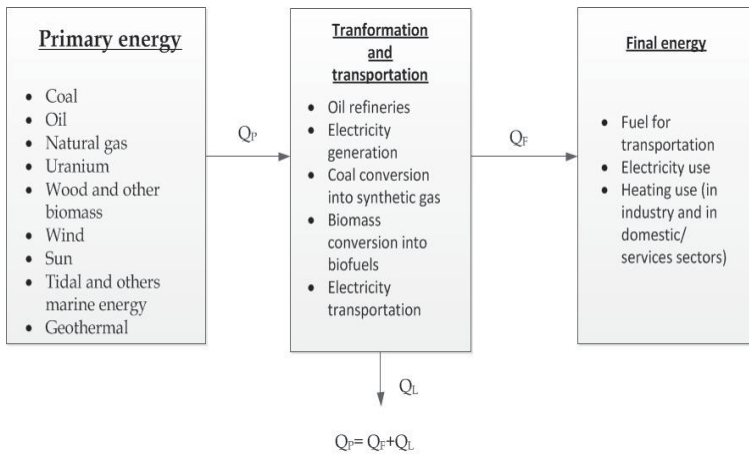 Primary energy
• Coal
• Oil
• Natural gas
• Uranium
• Wood and other
biomass
• Wind
• Sun
• Tidal and others
marine energy
• Geothermal
QP
Tranformation
and
transportation
• Oil refineries
• Electricity
generation
• Coal conversion
into synthetic gas
• Biomass
conversion into
biofuels
• Electricity
transportation
QF
Final energy
• Fuel for
transportation
• Electricity use
• Heating use (in
industry and in
domestic/
services sectors)
QL
QP= QF+QL